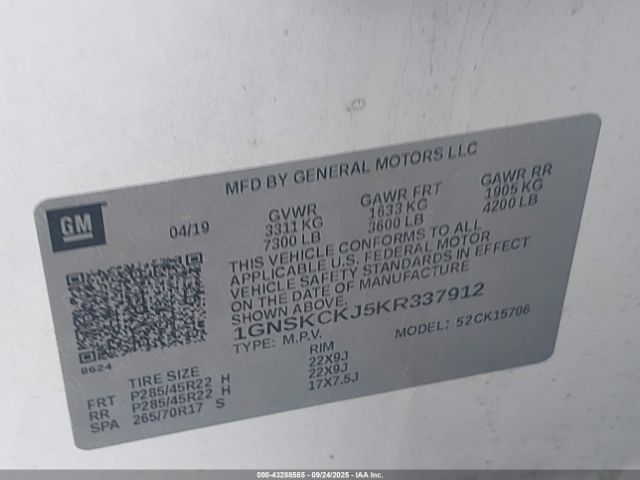 MFD BY GENERAL MOTORS LLC
GM
04/19
GVWR
3311 KG
7300 LB
GAWR FRT
1633 KG
3600 LB
GAWR RR
1905 KG
4200 LB
THIS VEHICLE CONFORMS TO ALL
APPLICABLE U.S. FEDERAL MOTOR
VEHICLE SAFETY STANDARDS IN EFFECT
ON THE DATE OF MANUFACTURE
SHOWN ABOVE.
1GNSKCKJ5KR337912
TYPE: M.P.V.
MODEL: 52CK15706
8624
TIRE SIZE
RIM
FRT P285/45R22 H 22X9J
RR P285/45R22 H 22X9J
SPA 265/70R17 S 17X7.5J
000-43288585 - 09/24/2025 - IAA Inc.